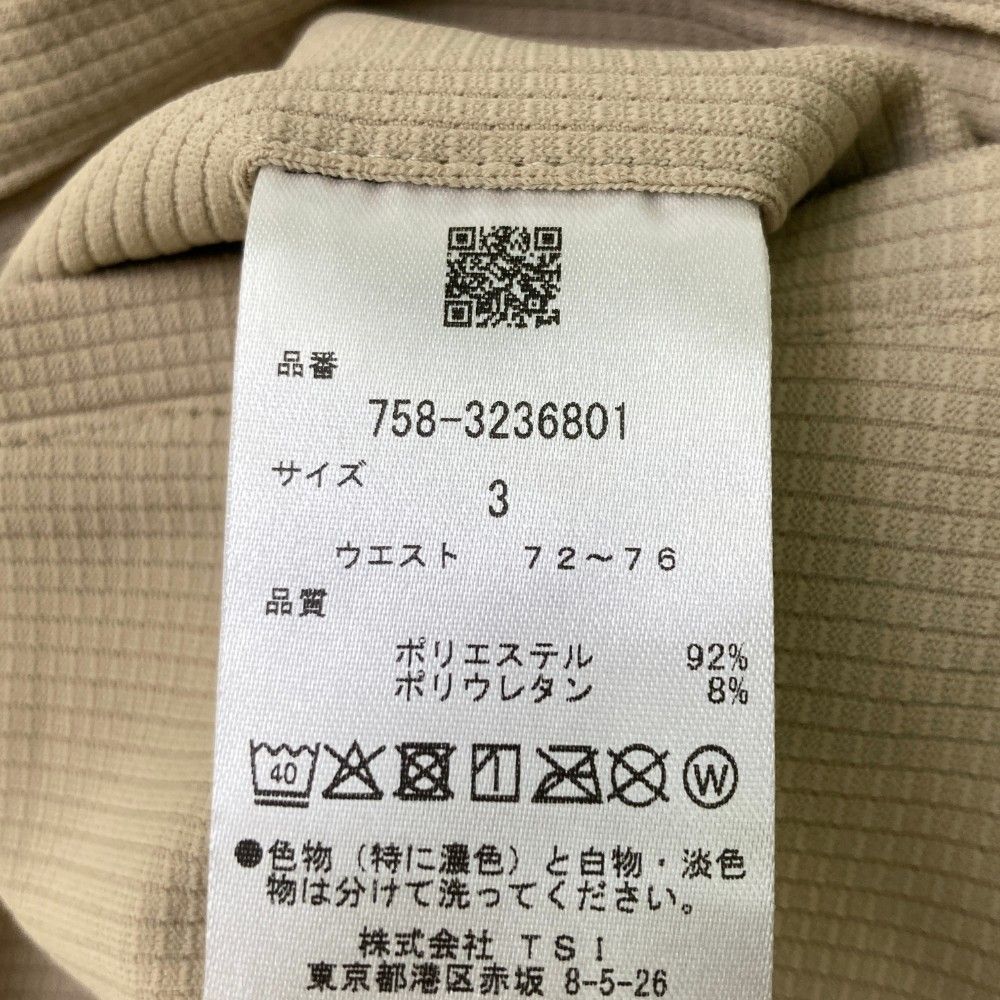 品番
758-3236801
サイズ
3
ウエスト 72～76
品質
ポリエステル 92%
ポリウレタン 8%
40 W
●色物（特に濃色）と白物・淡色
物は分けて洗ってください。
株式会社 TSI
東京都港区赤坂 8-5-26